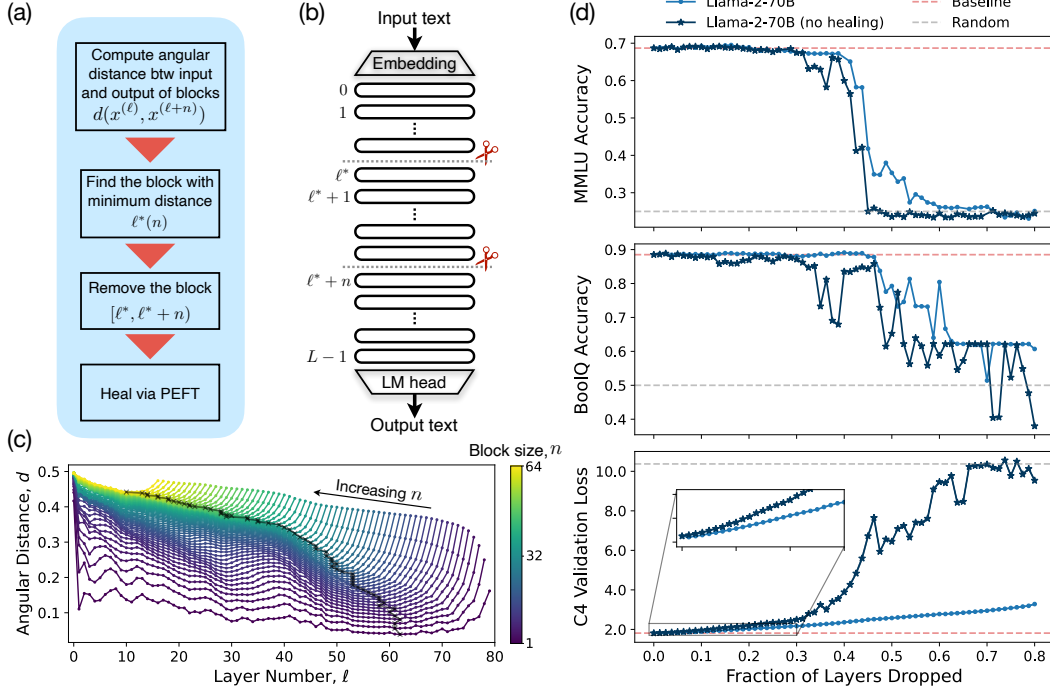 (a)
Compute angular
distance btw input
and output of blocks
d(x^{(ℓ)}, x^{(ℓ+n)})
Find the block with
minimum distance
ℓ*(n)
Remove the block
[ℓ*, ℓ* + n)
Heal via PEFT
(b)
Input text
Embedding
0
1
ℓ*
ℓ* + 1
ℓ* + n
L − 1
LM head
Output text
(c)
Block size, n
64
32
1
Increasing n
Angular Distance, d
0.5
0.4
0.3
0.2
0.1
0 10 20 30 40 50 60 70 80
Layer Number, ℓ
(d)
Llama-2-70B
Llama-2-70B (no healing)
Baseline
Random
MMLU Accuracy
0.7
0.6
0.5
0.4
0.3
BoolQ Accuracy
0.9
0.8
0.7
0.6
0.5
0.4
C4 Validation Loss
10.0
8.0
6.0
4.0
2.0
0.0 0.1 0.2 0.3 0.4 0.5 0.6 0.7 0.8
Fraction of Layers Dropped